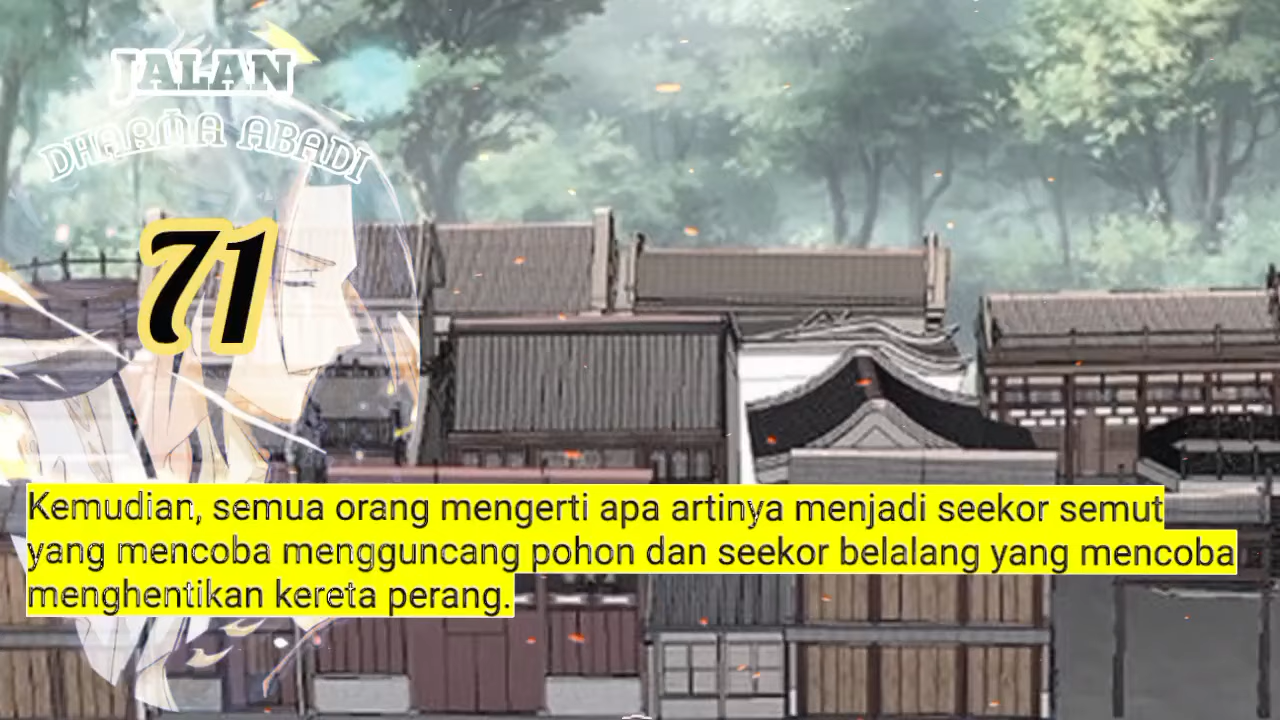 JALAN
DHARMA ABADI
71
Kemudian, semua orang mengerti apa artinya menjadi seekor semut
yang mencoba mengguncang pohon dan seekor belalang yang mencoba
menghentikan kereta perang.